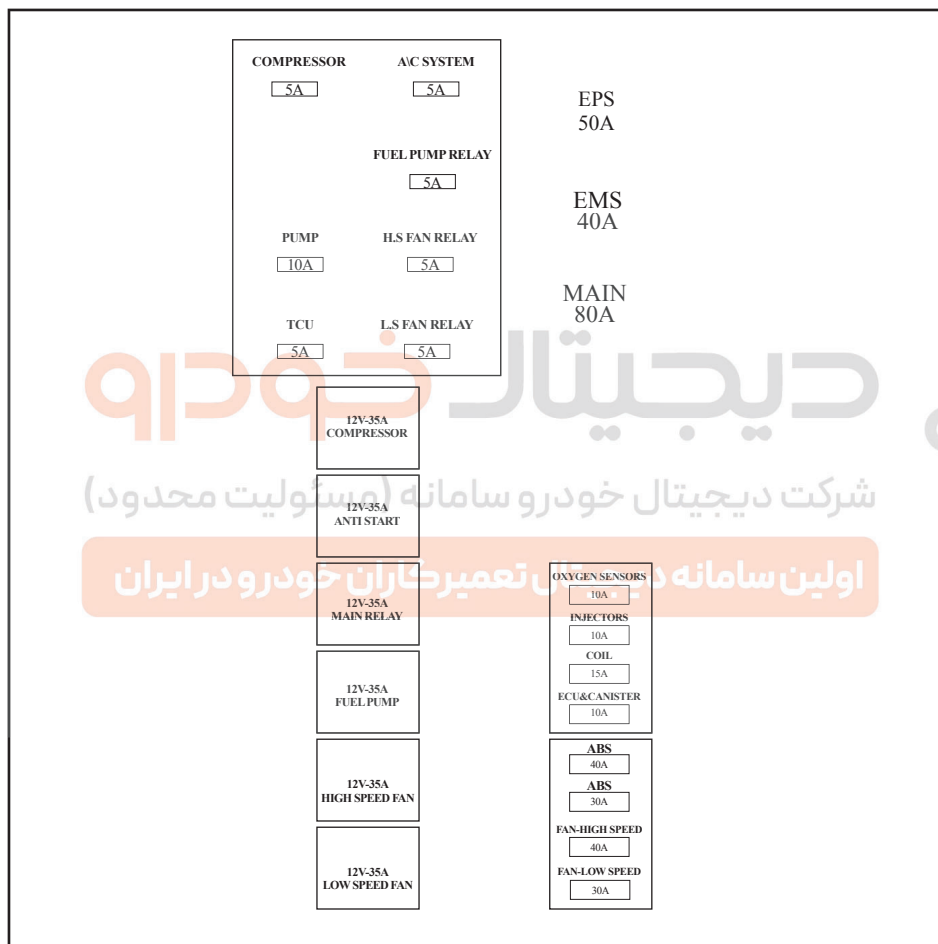 COMPRESSOR
5A
A\C SYSTEM
5A
FUEL PUMP RELAY
5A
PUMP
10A
H.S FAN RELAY
5A
TCU
5A
L.S FAN RELAY
5A
EPS
50A
EMS
40A
MAIN
80A
دیجیتال خودرو
شرکت دیجیتال خودرو سامانه (مسئولیت محدود)
اولین سامانه دیجیتال تعمیرکاران خودرو در ایران
12V-35A
COMPRESSOR
12V-35A
ANTI START
12V-35A
MAIN RELAY
12V-35A
FUEL PUMP
12V-35A
HIGH SPEED FAN
12V-35A
LOW SPEED FAN
OXYGEN SENSORS
10A
INJECTORS
10A
COIL
15A
ECU&CANISTER
10A
ABS
40A
ABS
30A
FAN-HIGH SPEED
40A
FAN-LOW SPEED
30A